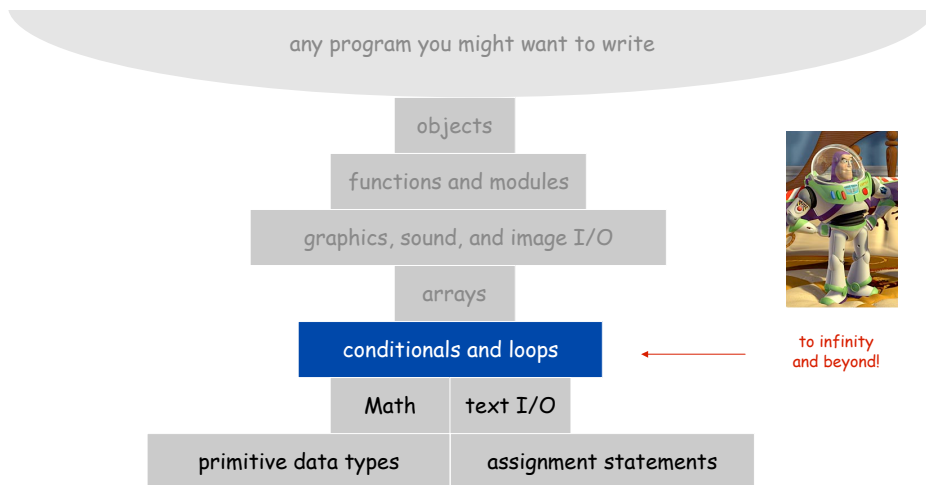 any program you might want to write
objects
functions and modules
graphics, sound, and image I/O
arrays
conditionals and loops
to infinity
and beyond!
Math
text I/O
primitive data types
assignment statements